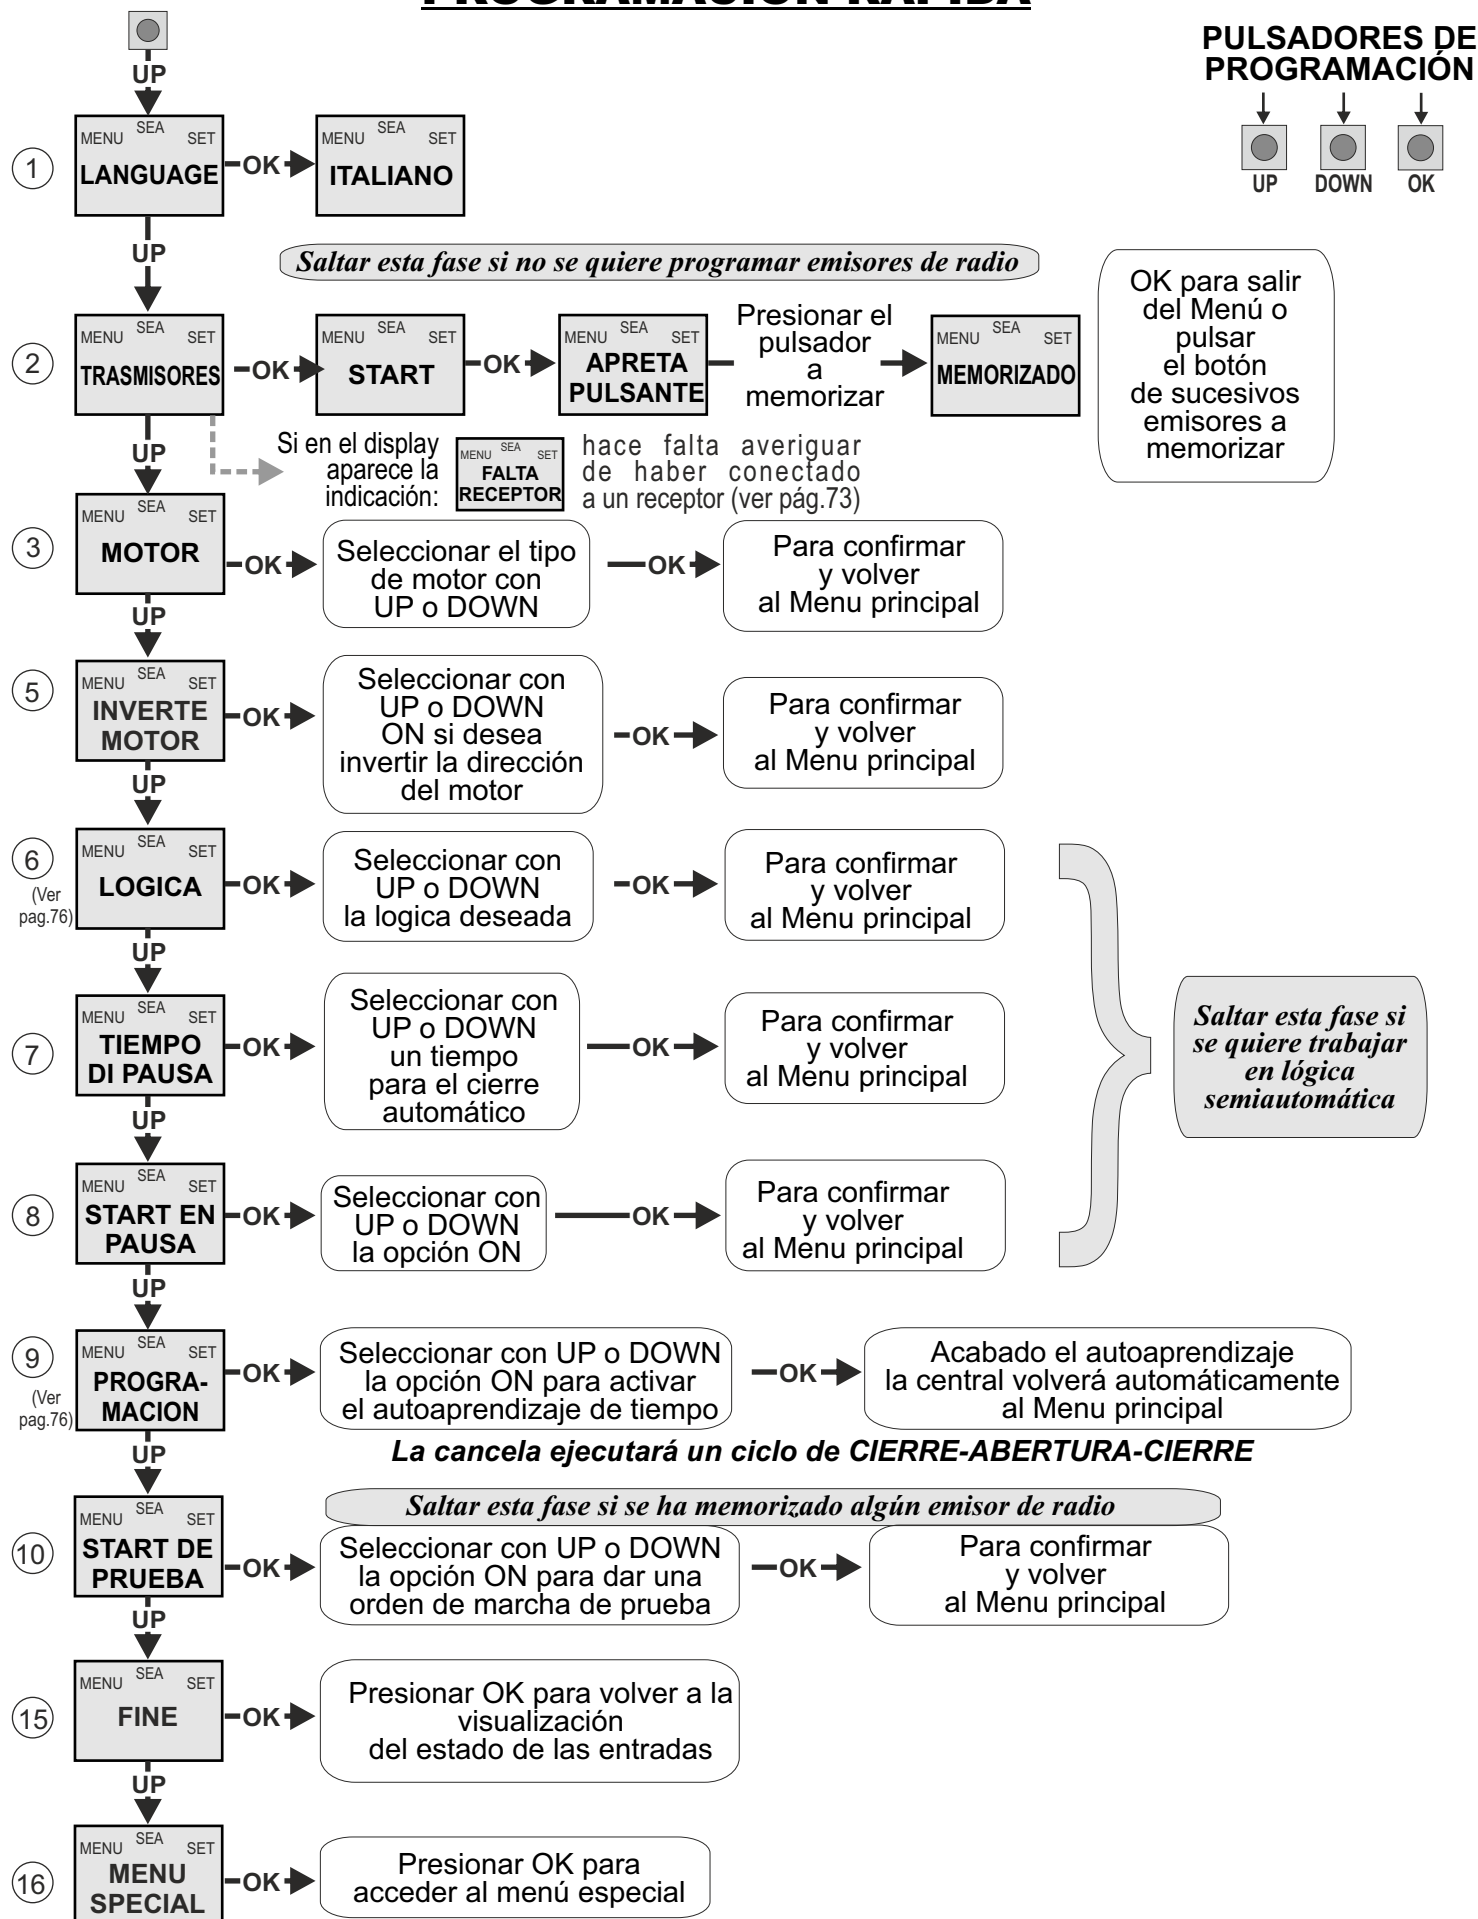 PROGRAMACIÓN RÁPIDA
PULSADORES DE
PROGRAMACIÓN
UP DOWN OK
UP
1
MENU SEA SET
LANGUAGE
OK
MENU SEA SET
ITALIANO
UP
Saltar esta fase si no se quiere programar emisores de radio
2
MENU SEA SET
TRASMISORES
OK
MENU SEA SET
START
OK
MENU SEA SET
APRETA
PULSANTE
Presionar el
pulsador
a
memorizar
MENU SEA SET
MEMORIZADO
OK para salir
del Menú o
pulsar
el botón
de sucesivos
emisores a
memorizar
UP
Si en el display
aparece la
indicación:
MENU SEA SET
FALTA
RECEPTOR
hace falta averiguar
de haber conectado
a un receptor (ver pág.73)
3
MENU SEA SET
MOTOR
OK
Seleccionar el tipo
de motor con
UP o DOWN
OK
Para confirmar
y volver
al Menu principal
UP
5
MENU SEA SET
INVERTE
MOTOR
OK
Seleccionar con
UP o DOWN
ON si desea
invertir la dirección
del motor
OK
Para confirmar
y volver
al Menu principal
UP
6
(Ver
pag.76)
MENU SEA SET
LOGICA
OK
Seleccionar con
UP o DOWN
la logica deseada
OK
Para confirmar
y volver
al Menu principal
UP
7
MENU SEA SET
TIEMPO
DI PAUSA
OK
Seleccionar con
UP o DOWN
un tiempo
para el cierre
automático
OK
Para confirmar
y volver
al Menu principal
Saltar esta fase si
se quiere trabajar
en lógica
semiautomática
UP
8
MENU SEA SET
START EN
PAUSA
OK
Seleccionar con
UP o DOWN
la opción ON
OK
Para confirmar
y volver
al Menu principal
UP
9
(Ver
pag.76)
MENU SEA SET
PROGRA-
MACION
OK
Seleccionar con UP o DOWN
la opción ON para activar
el autoaprendizaje de tiempo
OK
Acabado el autoaprendizaje
la central volverá automáticamente
al Menu principal
UP
La cancela ejecutará un ciclo de CIERRE-ABERTURA-CIERRE
Saltar esta fase si se ha memorizado algún emisor de radio
10
MENU SEA SET
START DE
PRUEBA
OK
Seleccionar con UP o DOWN
la opción ON para dar una
orden de marcha de prueba
OK
Para confirmar
y volver
al Menu principal
UP
15
MENU SEA SET
FINE
OK
Presionar OK para volver a la
visualización
del estado de las entradas
UP
16
MENU SEA SET
MENU
SPECIAL
OK
Presionar OK para
acceder al menú especial